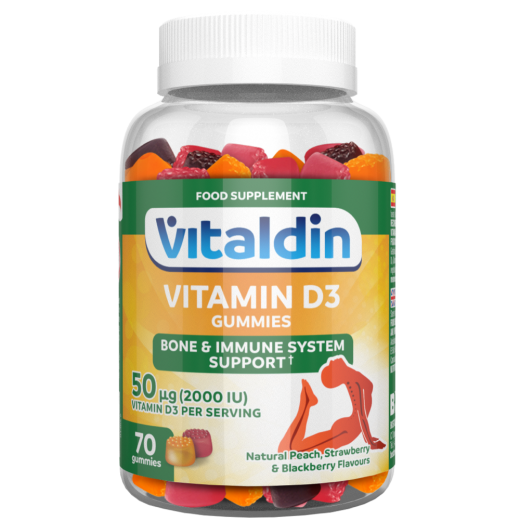 FOOD SUPPLEMENT
Vitaldin
VITAMIN D3
GUMMIES
BONE & IMMUNE SYSTEM
SUPPORT†
50 µg (2000 IU)
VITAMIN D3 PER SERVING
70
gummies
Natural Peach, Strawberry
& Blackberry Flavours